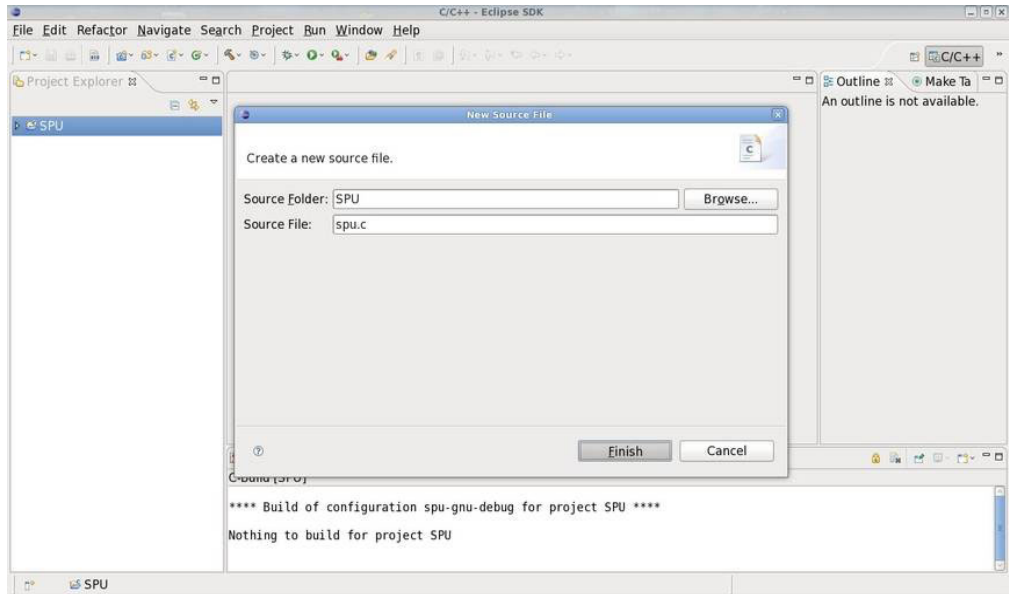 C/C++ - Eclipse SDK
File Edit Refactor Navigate Search Project Run Window Help
C/C++ »
Project Explorer
Outline Make Ta
An outline is not available.
SPU
New Source File
Create a new source file.
Source Folder: SPU Browse...
Source File: spu.c
Finish Cancel
C-Build [SPU]
**** Build of configuration spu-gnu-debug for project SPU ****
Nothing to build for project SPU
SPU